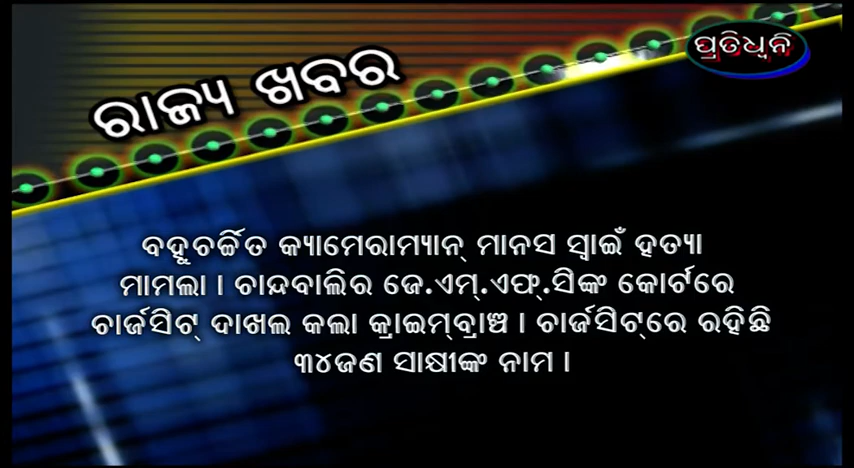 ପ୍ରତିଧ୍ୱନି
ରାଜ୍ୟ ଖବର
ବହୁଚର୍ଚ୍ଚିତ କ୍ୟାମେରାମ୍ୟାନ୍ ମାନସ ସ୍ୱାଇଁ ହତ୍ୟା
ମାମଲା । ଚାନ୍ଦବାଲିର ଜେ.ଏମ୍.ଏଫ୍.ସିଙ୍କ କୋର୍ଟରେ
ଚାର୍ଜସିଟ୍ ଦାଖଲ କଲା କ୍ରାଇମ୍‌ବ୍ରାଞ୍ଚ । ଚାର୍ଜସିଟ୍‌ରେ ରହିଛି
୩୪ଜଣ ସାକ୍ଷୀଙ୍କ ନାମ ।